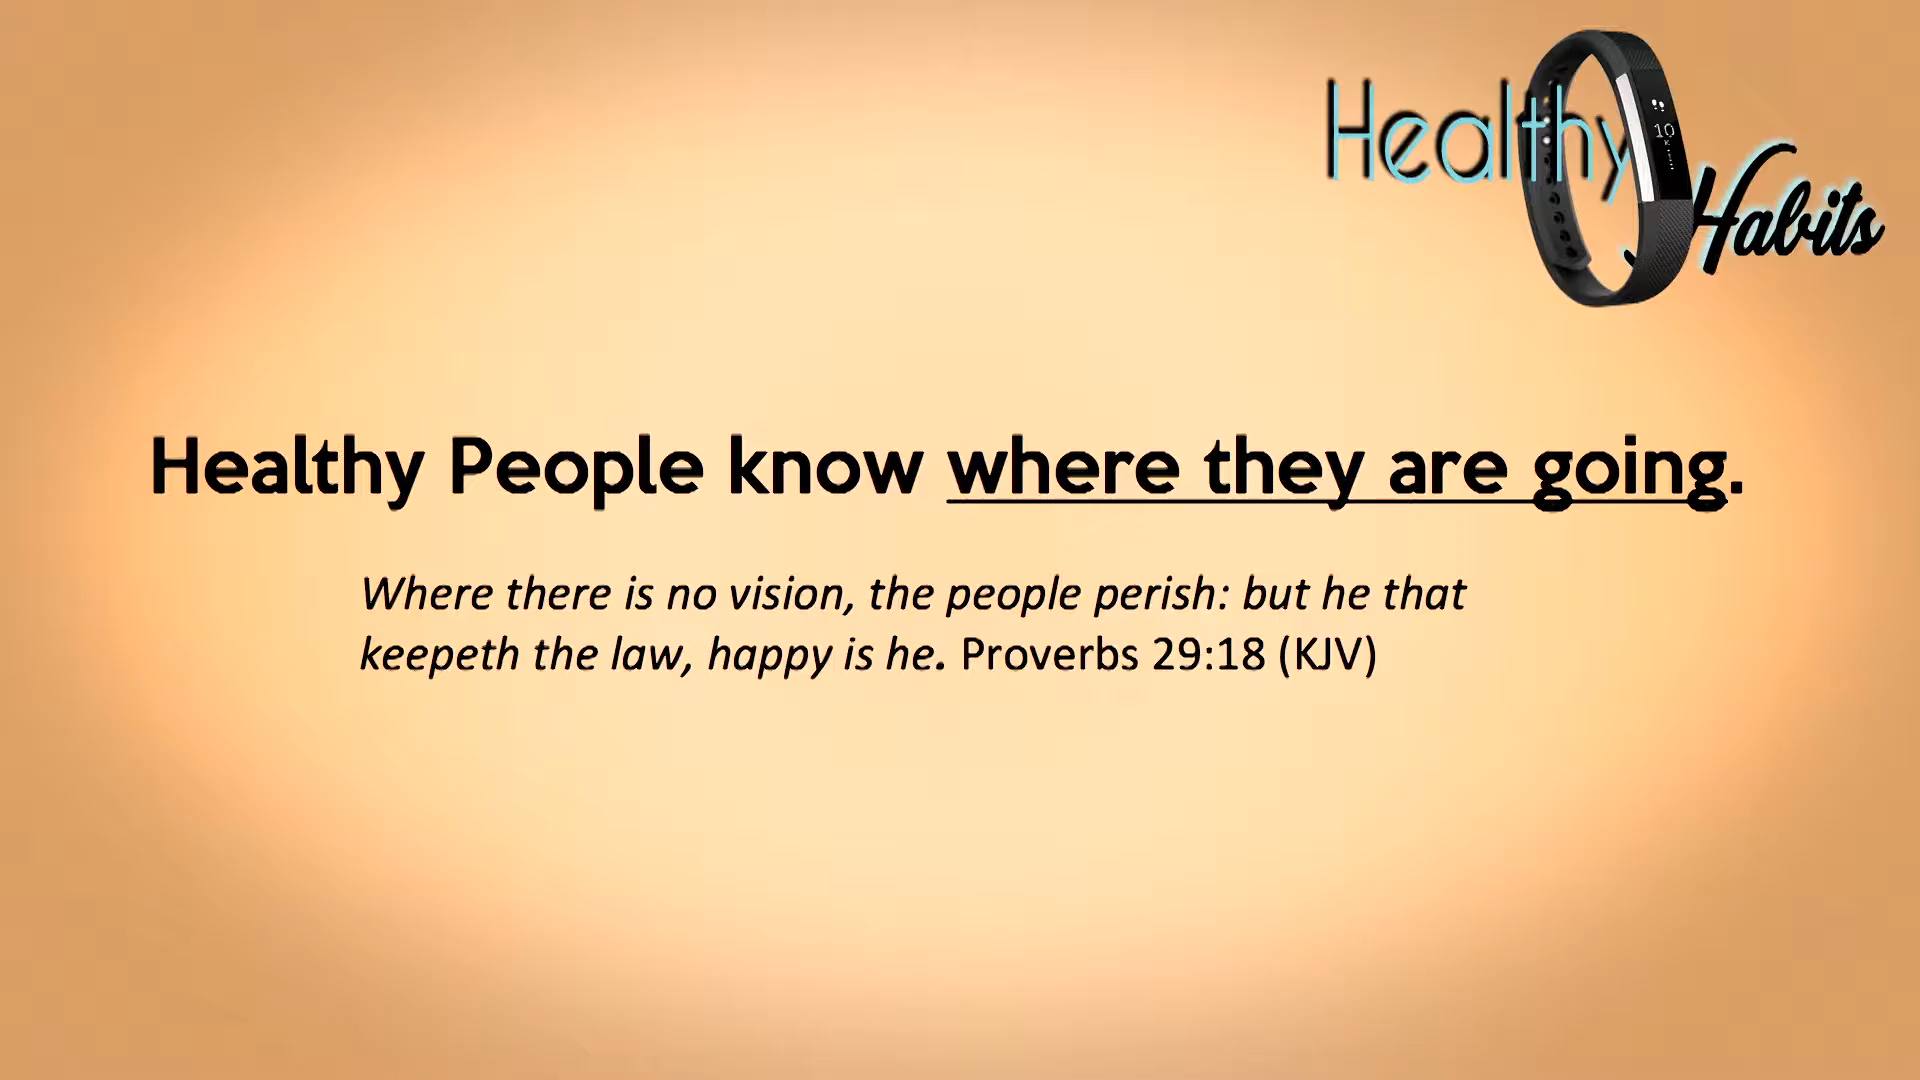 Healthy
10
Habits
Healthy People know where they are going.
Where there is no vision, the people perish: but he that
keepeth the law, happy is he. Proverbs 29:18 (KJV)